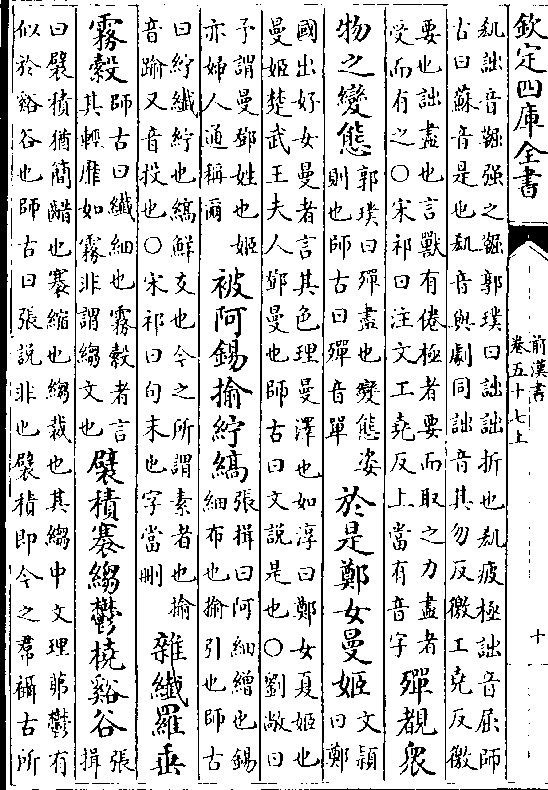 欽定四庫全書
前漢書
卷五十七上
十
䡄詘音𩋾强之𩋾郭璞曰詘詘折也䡄疲極詘音屈師
古曰蘇音是也䡄音與劇同詘音其勿反徼工堯反徼
要也詘盡也言獸有倦極者要而取之力盡者
受而有之○宋祁曰注文工堯反上當有音字
殫覩衆
物之變態
郭璞曰殫盡也變態姿
則也師古曰殫音單
於是鄭女曼姬
文頴
曰鄭
國出好女曼者言其色理曼澤也如淳曰鄭女夏姬也
曼姬楚武王夫人鄧曼也師古曰文説是也○劉敞曰
予謂曼鄧姓也姬
亦婦人通稱爾
被阿錫揄紵縞
張揖曰阿細繒也錫
細布也揄引也師古
曰紵織紵也縞鮮支也今之所謂素者也揄
音踰又音投也○宋祁曰句末也字當刪
雜纖羅垂
霧縠
師古曰纖細也霧縠者言
其輕靡如霧非謂縐文也
襞積褰縐鬱橈谿谷
張
揖
曰襞積猶簡齰也褰縮也縐裁也其縐中文理茀鬱有
似於谿谷也師古曰張説非也襞積即今之帬襵古所